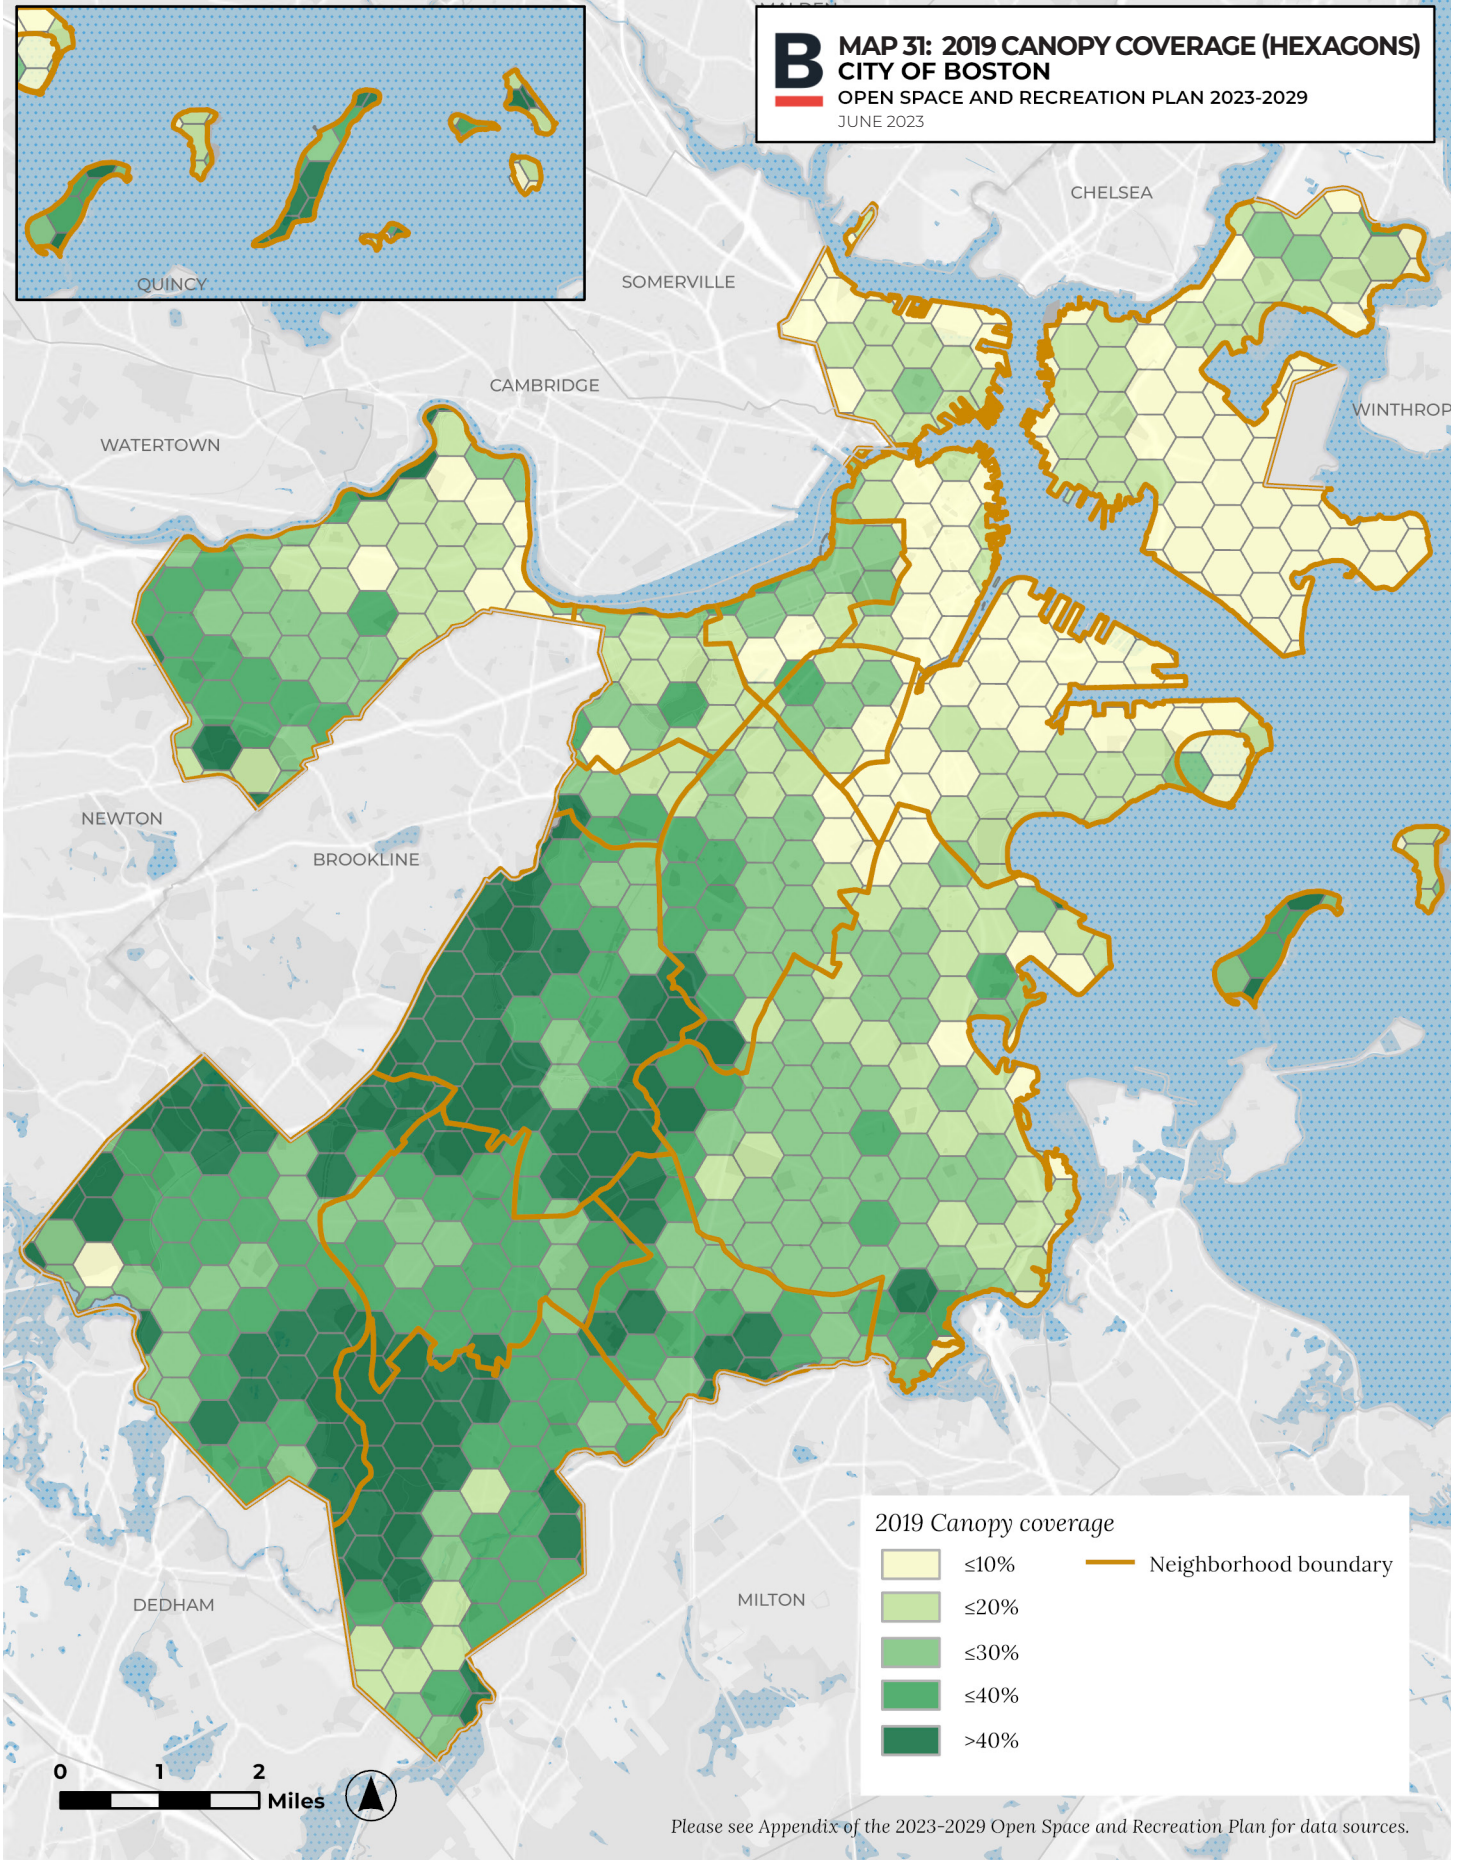 B
MAP 31: 2019 CANOPY COVERAGE (HEXAGONS)
CITY OF BOSTON
OPEN SPACE AND RECREATION PLAN 2023-2029
JUNE 2023
MALDEN
CHELSEA
QUINCY
SOMERVILLE
CAMBRIDGE
WINTHROP
WATERTOWN
NEWTON
BROOKLINE
DEDHAM
MILTON
2019 Canopy coverage
≤10%
Neighborhood boundary
≤20%
≤30%
≤40%
>40%
0 1 2
Miles
Please see Appendix of the 2023-2029 Open Space and Recreation Plan for data sources.